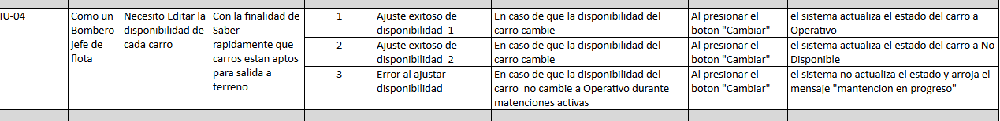 HU-04
Como un
Bombero
jefe de
flota
Necesito Editar la
disponibilidad de
cada carro
Con la finalidad de
Saber
rapidamente que
carros estan aptos
para salida a
terreno
1
Ajuste exitoso de
disponibilidad 1
En caso de que la disponibilidad del
carro cambie
Al presionar el
boton "Cambiar"
el sistema actualiza el estado del carro a
Operativo
2
Ajuste exitoso de
disponibilidad 2
En caso de que la disponibilidad del
carro cambie
Al presionar el
boton "Cambiar"
el sistema actualiza el estado del carro a No
Disponible
3
Error al ajustar
disponibilidad
En caso de que la disponibilidad del
carro no cambie a Operativo durante
matenciones activas
Al presionar el
boton "Cambiar"
el sistema no actualiza el estado y arroja el
mensaje "mantencion en progreso"